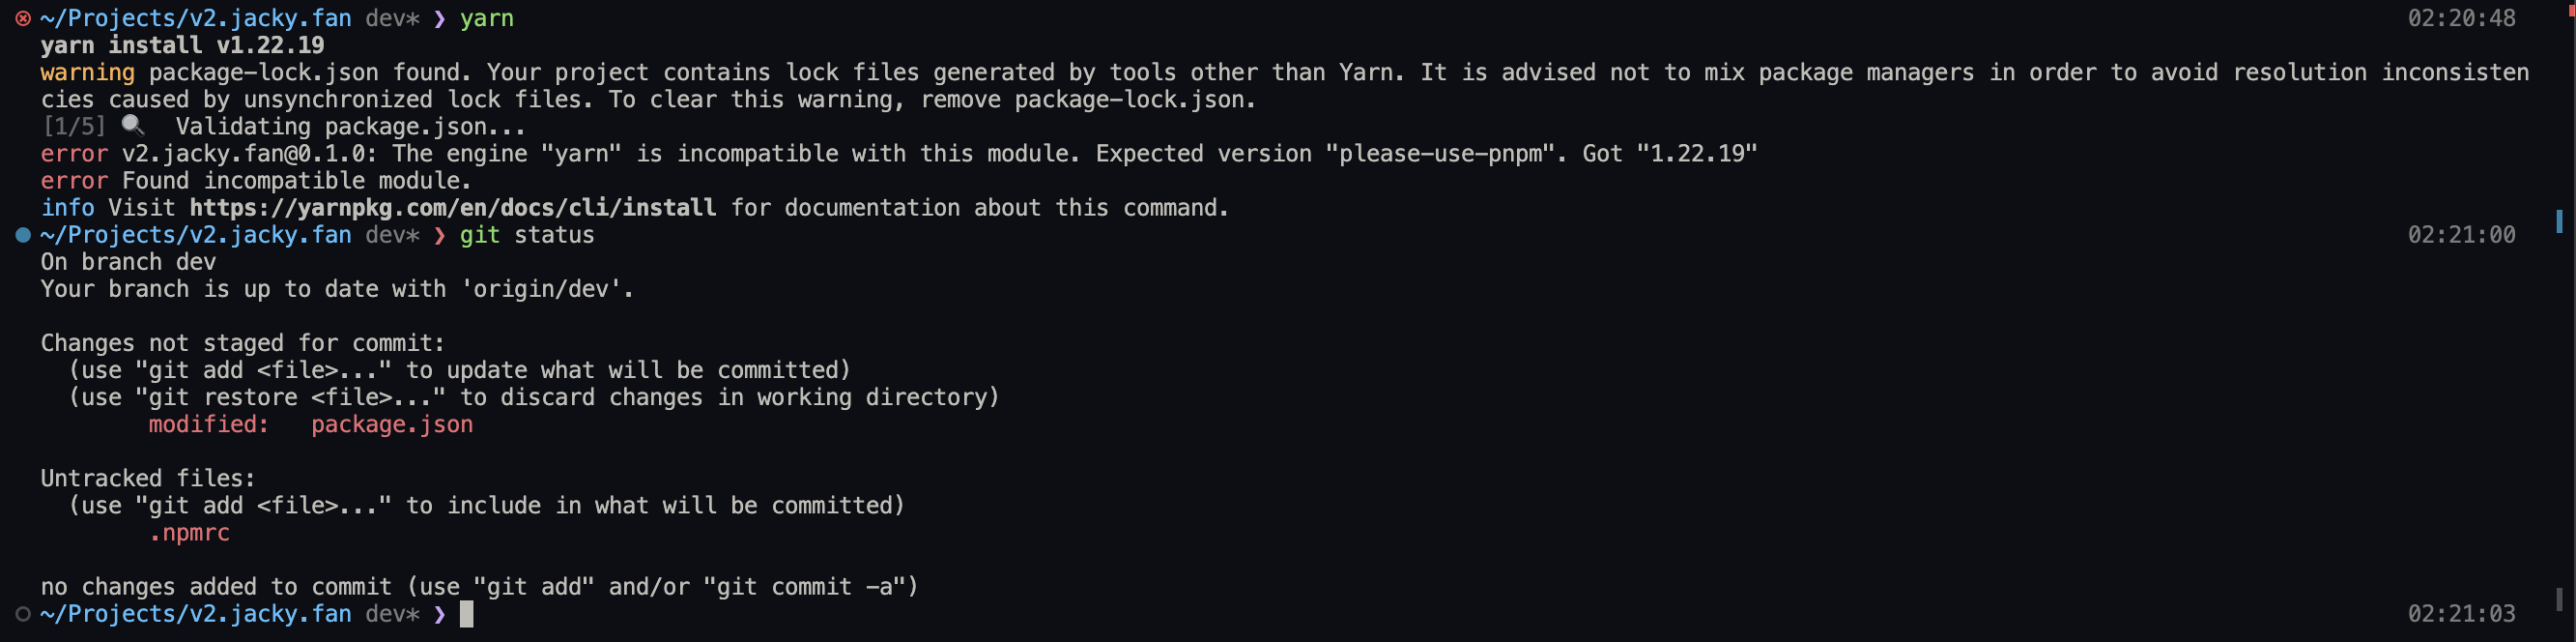 ~/Projects/v2.jacky.fan dev* ❯ yarn 02:20:48
yarn install v1.22.19
warning package-lock.json found. Your project contains lock files generated by tools other than Yarn. It is advised not to mix package managers in order to avoid resolution inconsisten
cies caused by unsynchronized lock files. To clear this warning, remove package-lock.json.
[1/5] 🔍 Validating package.json...
error v2.jacky.fan@0.1.0: The engine "yarn" is incompatible with this module. Expected version "please-use-pnpm". Got "1.22.19"
error Found incompatible module.
info Visit https://yarnpkg.com/en/docs/cli/install for documentation about this command.
~/Projects/v2.jacky.fan dev* ❯ git status 02:21:00
On branch dev
Your branch is up to date with 'origin/dev'.
Changes not staged for commit:
(use "git add <file>..." to update what will be committed)
(use "git restore <file>..." to discard changes in working directory)
modified: package.json
Untracked files:
(use "git add <file>..." to include in what will be committed)
.npmrc
no changes added to commit (use "git add" and/or "git commit -a")
~/Projects/v2.jacky.fan dev* ❯ 02:21:03